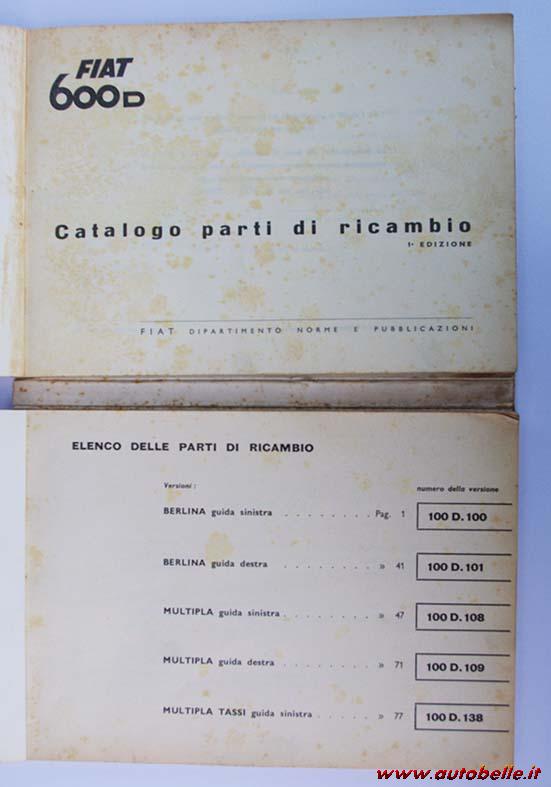 FIAT
600D
Catalogo parti di ricambio
1ª EDIZIONE
FIAT DIPARTIMENTO NORME E PUBBLICAZIONI
ELENCO DELLE PARTI DI RICAMBIO
Versioni : numero della versione
BERLINA guida sinistra . . . . . . . . Pag. 1 100 D.100
BERLINA guida destra . . . . . . . . » 41 100 D.101
MULTIPLA guida sinistra . . . . . . . . » 47 100 D.108
MULTIPLA guida destra . . . . . . . . » 71 100 D.109
MULTIPLA TASSI guida sinistra . . . . . » 77 100 D.138
www.autobelle.it